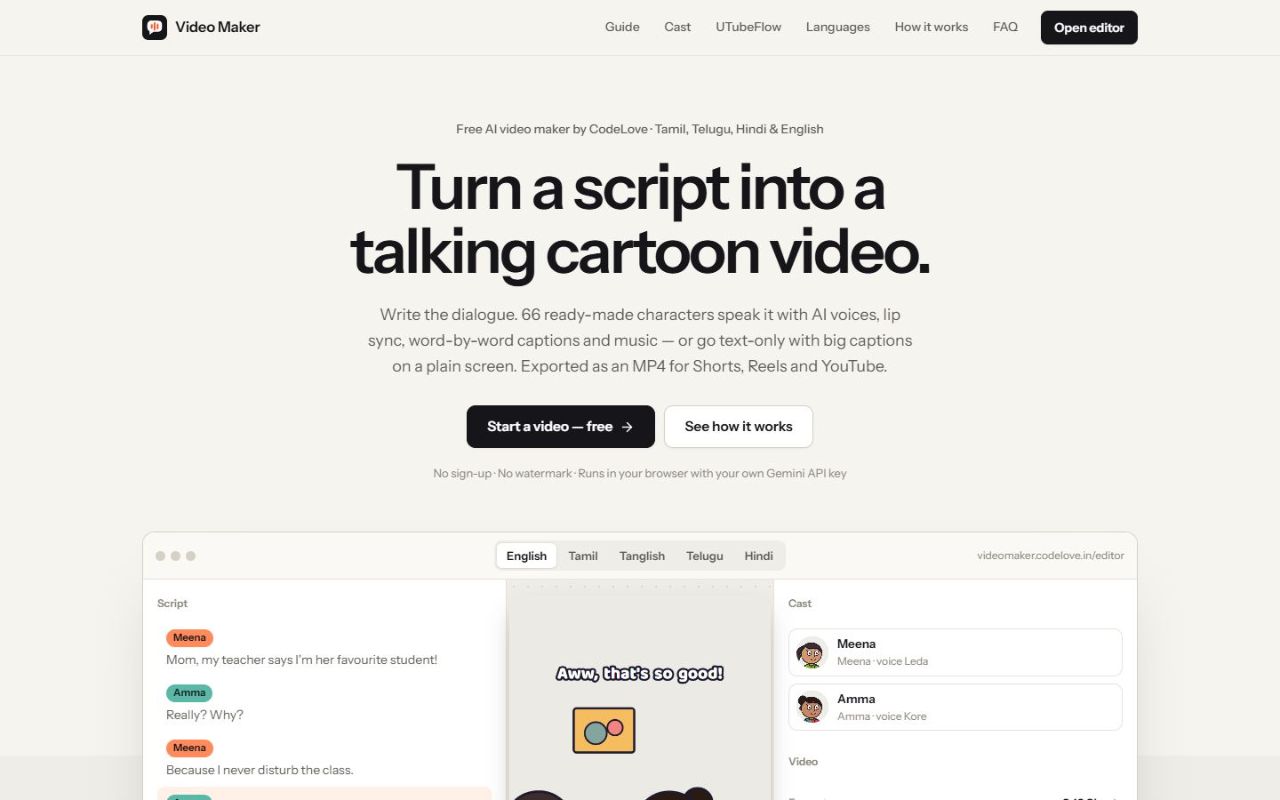 Video Maker
Guide
Cast
UTubeFlow
Languages
How it works
FAQ
Open editor
Free AI video maker by CodeLove · Tamil, Telugu, Hindi & English
Turn a script into a
talking cartoon video.
Write the dialogue. 66 ready-made characters speak it with AI voices, lip
sync, word-by-word captions and music — or go text-only with big captions
on a plain screen. Exported as an MP4 for Shorts, Reels and YouTube.
Start a video — free →
See how it works
No sign-up · No watermark · Runs in your browser with your own Gemini API key
English
Tamil
Tanglish
Telugu
Hindi
videomaker.codelove.in/editor
Script
Meena
Mom, my teacher says I'm her favourite student!
Amma
Really? Why?
Meena
Because I never disturb the class.
Aww, that's so good!
Cast
Meena
Meena · voice Leda
Amma
Amma · voice Kore
Video